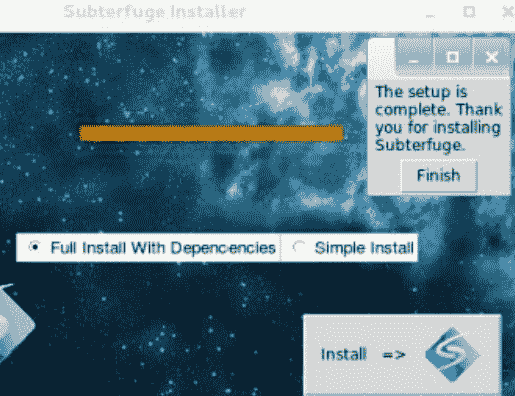 Subterfuge Installer
The setup is
complete. Thank
you for installing
Subterfuge.
Finish
Full Install With Depencencies
Simple Install
Install =>